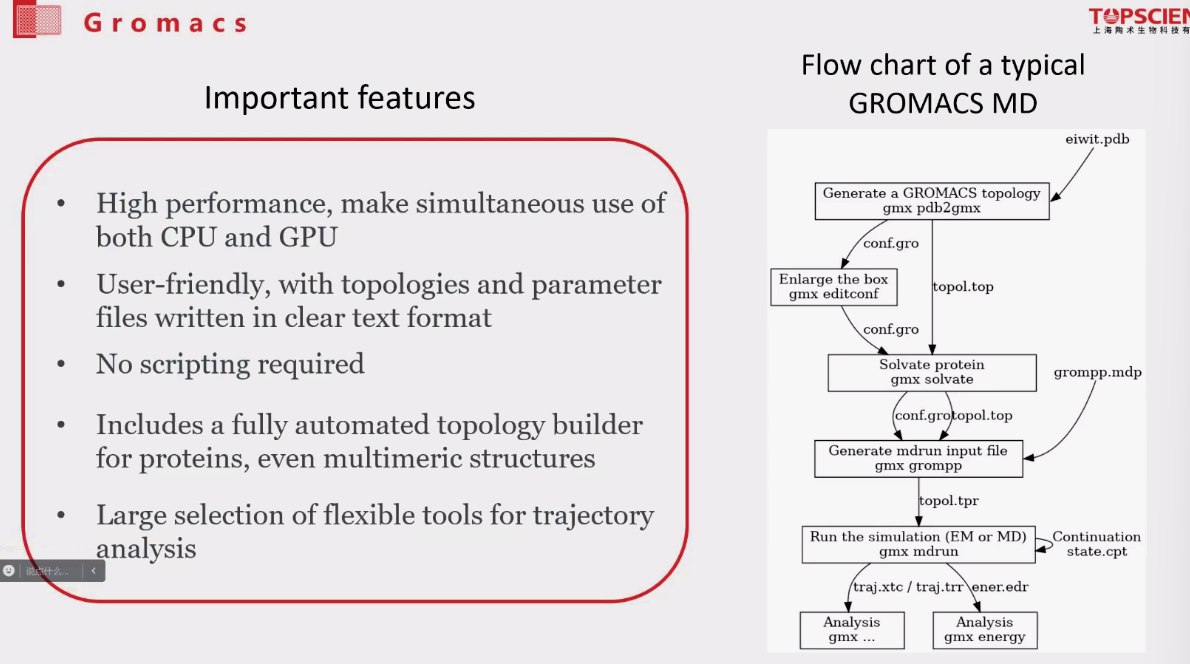 Gromacs
TOPSCIEN
上海陶术生物科技有
Important features
• High performance, make simultaneous use of
both CPU and GPU
• User-friendly, with topologies and parameter
files written in clear text format
• No scripting required
• Includes a fully automated topology builder
for proteins, even multimeric structures
• Large selection of flexible tools for trajectory
analysis
说点什么...
Flow chart of a typical
GROMACS MD
eiwit.pdb
Generate a GROMACS topology
gmx pdb2gmx
conf.gro
Enlarge the box
gmx editconf
topol.top
conf.gro
Solvate protein
gmx solvate
grompp.mdp
conf.gro topol.top
Generate mdrun input file
gmx grompp
topol.tpr
Run the simulation (EM or MD)
gmx mdrun
Continuation
state.cpt
traj.xtc / traj.trr ener.edr
Analysis
gmx ...
Analysis
gmx energy